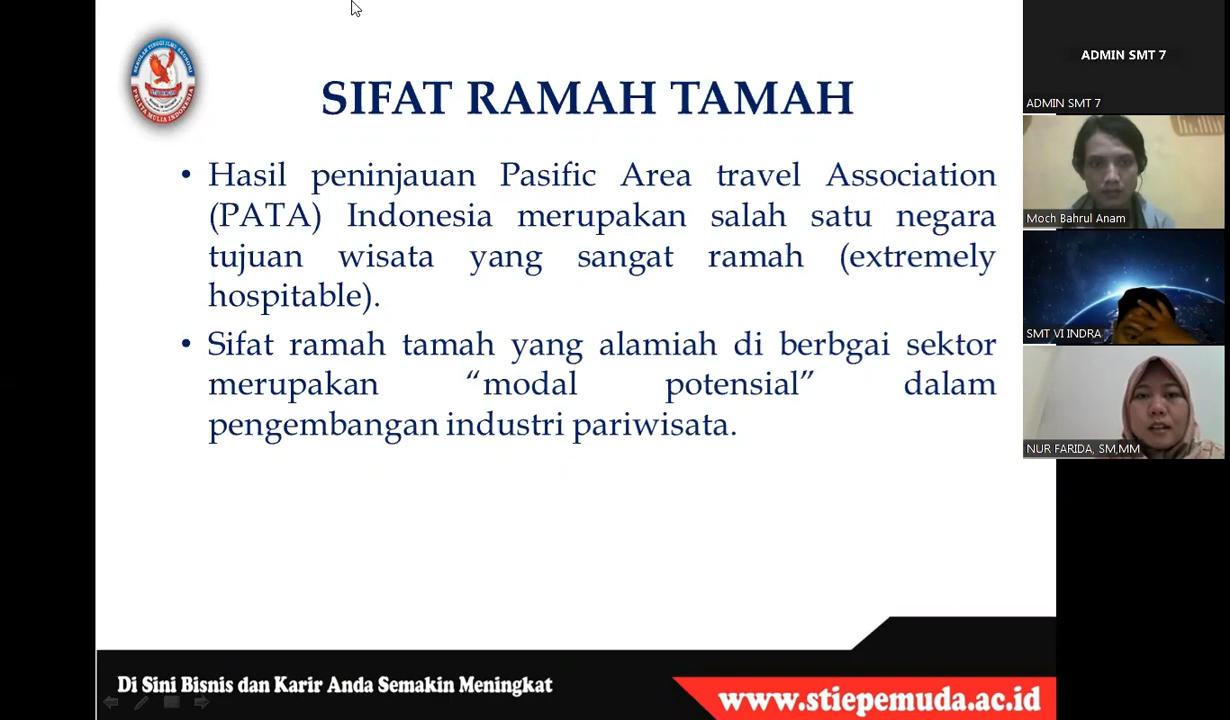 SIFAT RAMAH TAMAH
• Hasil peninjauan Pasific Area travel Association
(PATA) Indonesia merupakan salah satu negara
tujuan wisata yang sangat ramah (extremely
hospitable).
• Sifat ramah tamah yang alamiah di berbgai sektor
merupakan “modal potensial” dalam
pengembangan industri pariwisata.
Di Sini Bisnis dan Karir Anda Semakin Meningkat
www.stiepemuda.ac.id
ADMIN SMT 7
ADMIN SMT 7
Moch Bahrul Anam
SMT VI INDRA
NUR FARIDA, SM,MM